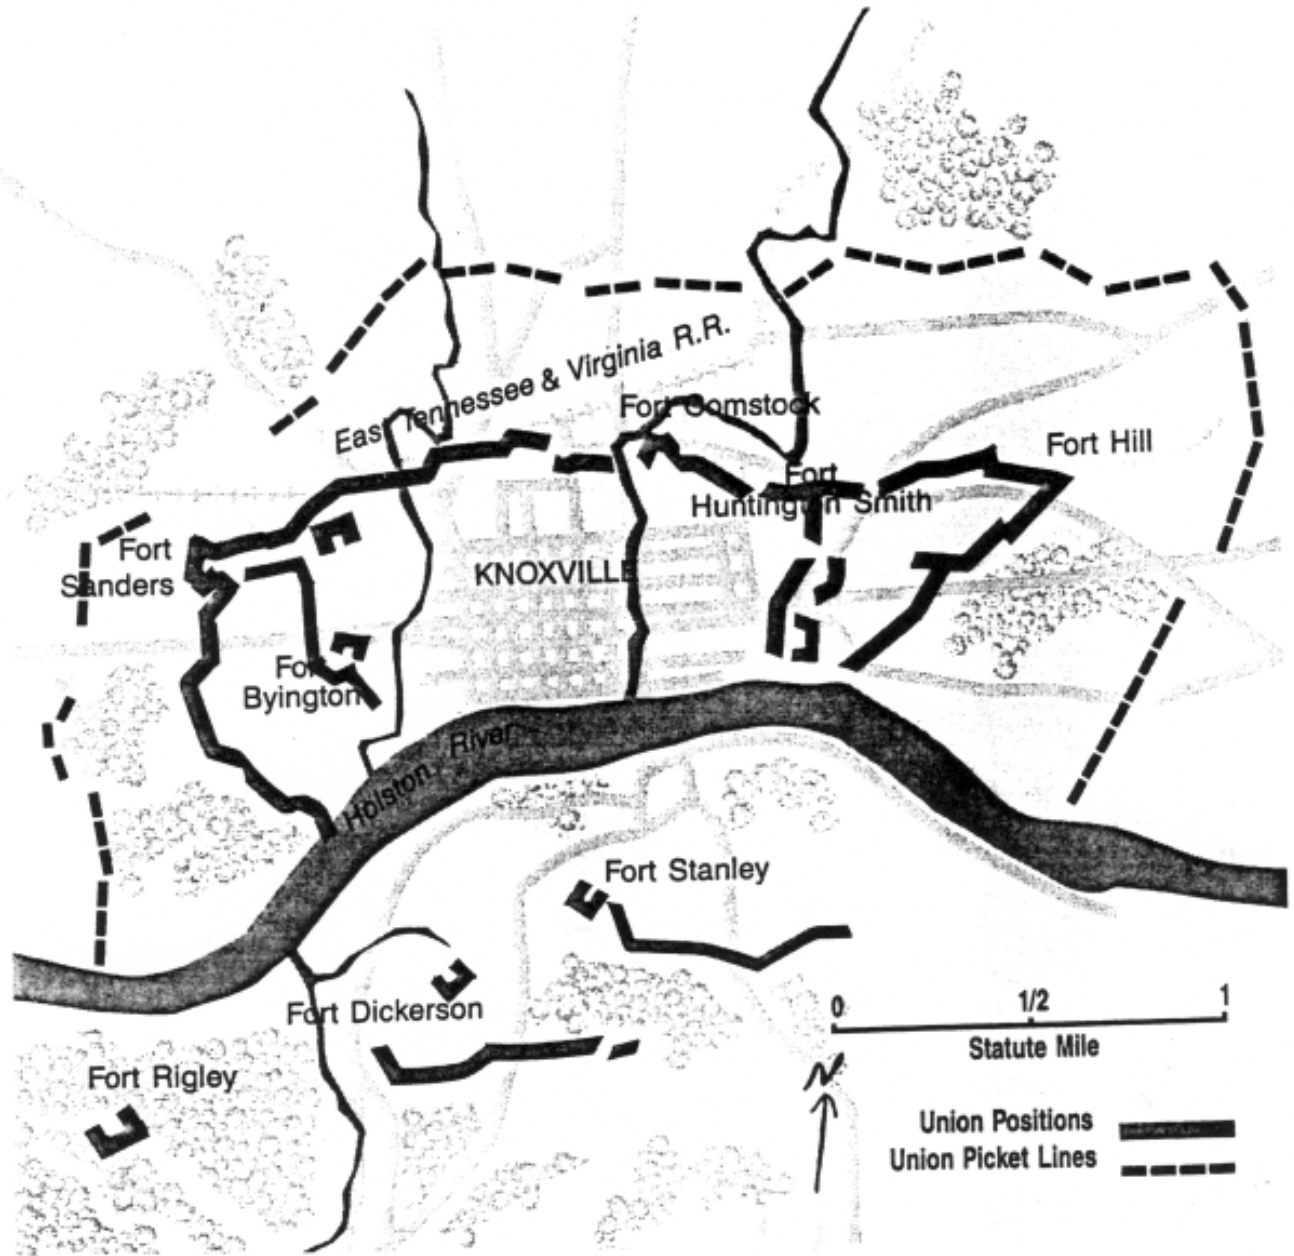 East Tennessee & Virginia R.R.
Fort Comstock
Fort Hill
Fort
Huntington Smith
Fort
Sanders
KNOXVILLE
Fort
Byington
Holston River
Fort Stanley
Fort Dickerson
Fort Rigley
0 1/2 1
Statute Mile
N
Union Positions
Union Picket Lines